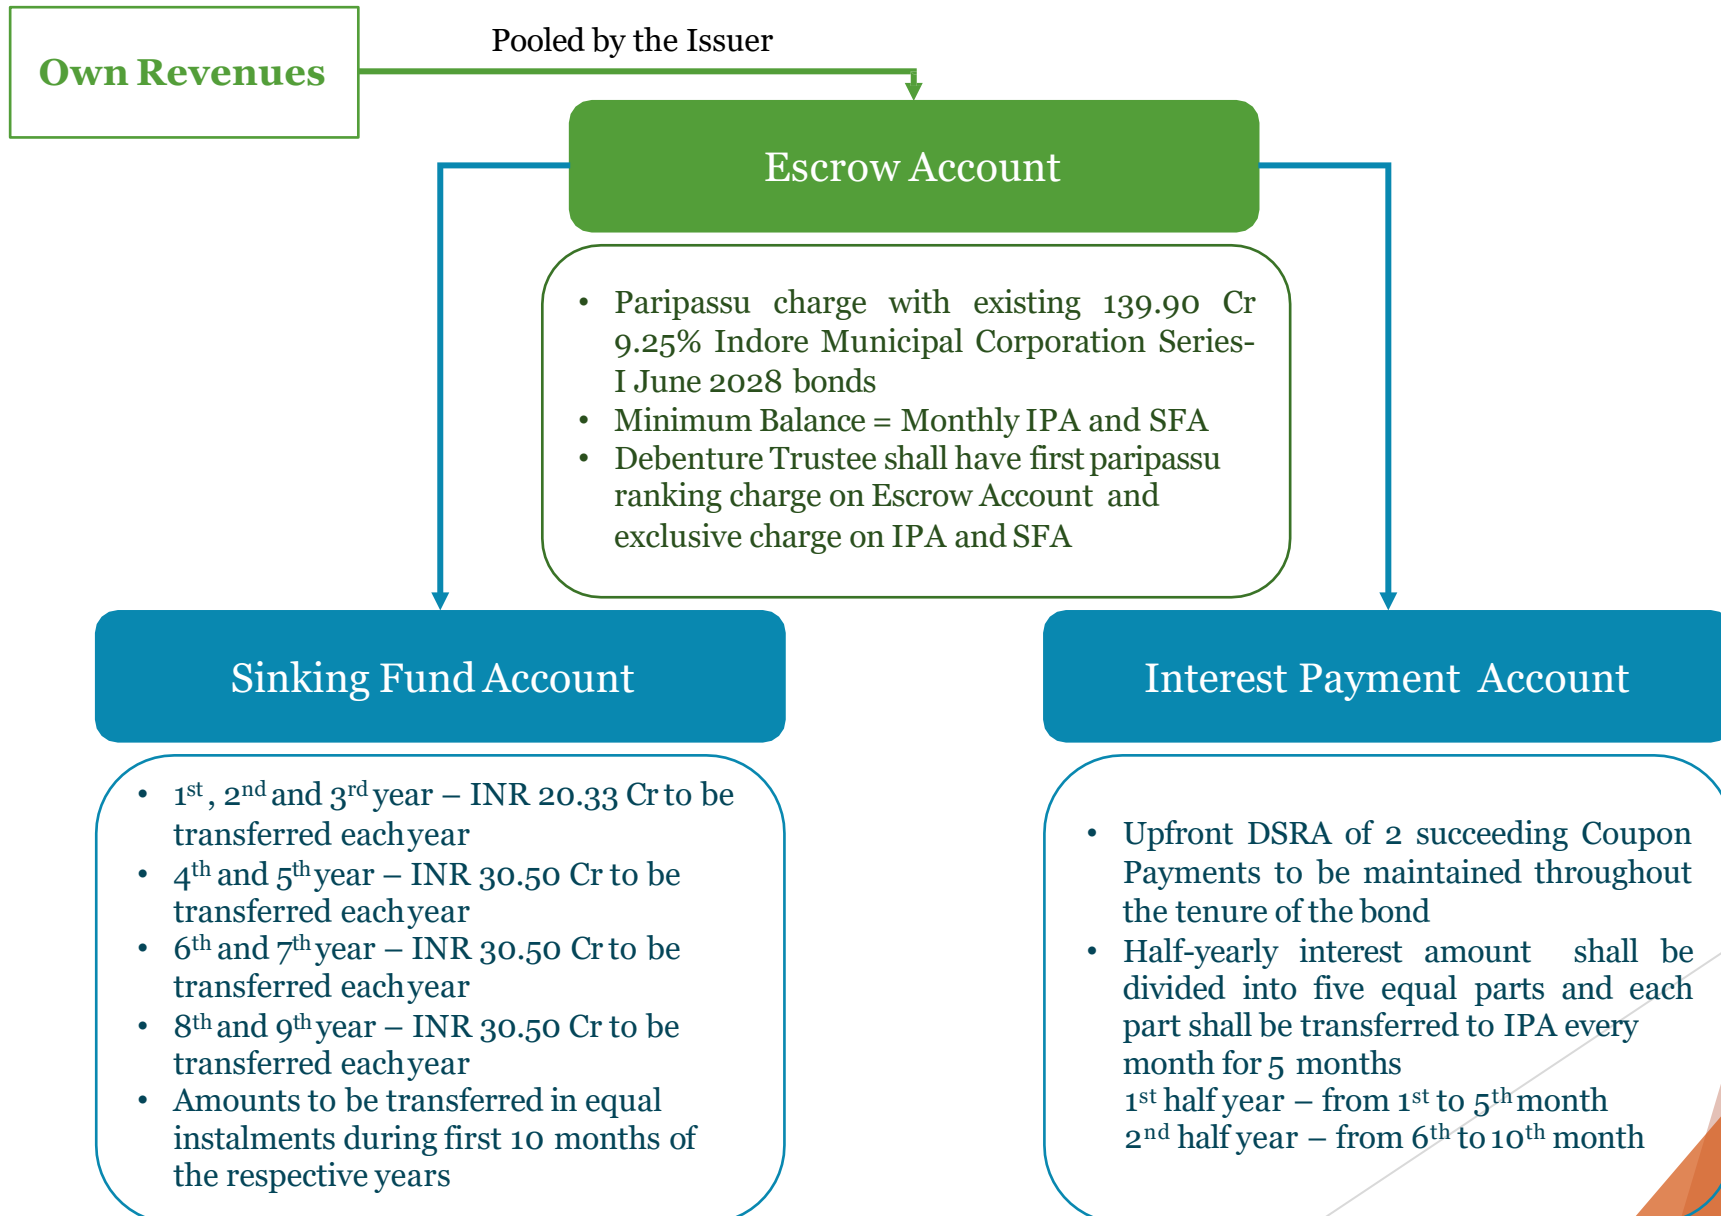 Own Revenues
Pooled by the Issuer
Escrow Account
• Paripassu charge with existing 139.90 Cr
9.25% Indore Municipal Corporation Series-
I June 2028 bonds
• Minimum Balance = Monthly IPA and SFA
• Debenture Trustee shall have first paripassu
ranking charge on Escrow Account and
exclusive charge on IPA and SFA
Sinking Fund Account
• 1st, 2nd and 3rd year – INR 20.33 Cr to be
transferred each year
• 4th and 5th year – INR 30.50 Cr to be
transferred each year
• 6th and 7th year – INR 30.50 Cr to be
transferred each year
• 8th and 9th year – INR 30.50 Cr to be
transferred each year
• Amounts to be transferred in equal
instalments during first 10 months of
the respective years
Interest Payment Account
• Upfront DSRA of 2 succeeding Coupon
Payments to be maintained throughout
the tenure of the bond
• Half-yearly interest amount shall be
divided into five equal parts and each
part shall be transferred to IPA every
month for 5 months
1st half year – from 1st to 5th month
2nd half year – from 6th to 10th month